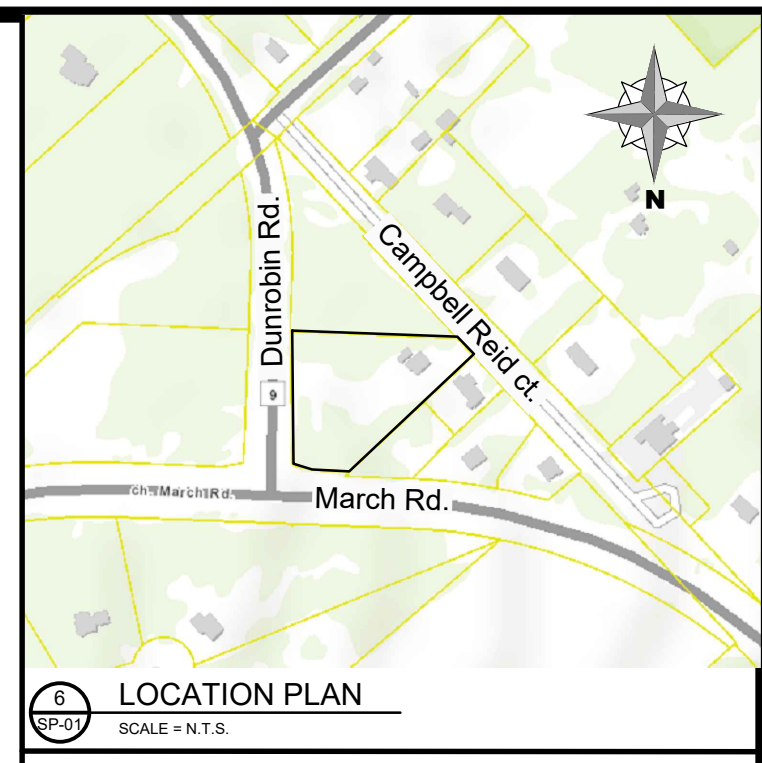 N
Campbell Reid ct.
Dunrobin Rd.
9
ch. March Rd.
March Rd.
6
SP-01
LOCATION PLAN
SCALE = N.T.S.